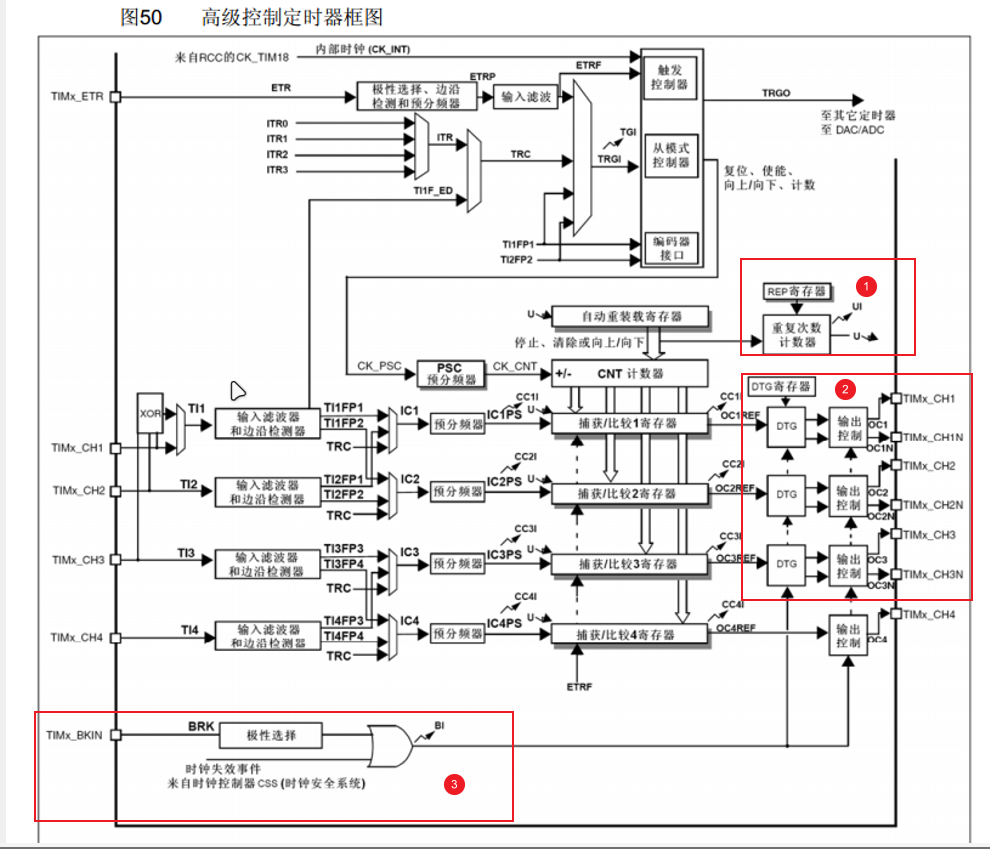 图50 高级控制定时器框图
内部时钟 (CK_INT)
来自RCC的CK_TIM18
触发
控制器
ETRP
ETRF
ETR
TIMx_ETR
极性选择、边沿
检测和预分频器
输入滤波
TRGO
至其它定时器
至 DAC/ADC
ITR0
ITR1
ITR2
ITR3
ITR
TRC
TGI
TRGI
从模式
控制器
复位、使能、
向上/向下、计数
TI1F_ED
TI1FP1
TI2FP2
编码器
接口
REP寄存器
1
UI
U
重复次数
计数器
U
自动重装载寄存器
停止、清除或向上/向下
CK_PSC
PSC
预分频器
CK_CNT
+/-
CNT 计数器
DTG寄存器
2
XOR
TI1
输入滤波器
和边沿检测器
TI1FP1
TI1FP2
TRC
IC1
预分频器
IC1PS
CC1I
U
捕获/比较1寄存器
CC1I
OC1REF
DTG
输出
控制
OC1
OC1N
TIMx_CH1
TIMx_CH1N
TIMx_CH1
TIMx_CH2
TI2
输入滤波器
和边沿检测器
TI2FP1
TI2FP2
TRC
IC2
预分频器
IC2PS
CC2I
U
捕获/比较2寄存器
CC2I
OC2REF
DTG
输出
控制
OC2
OC2N
TIMx_CH2
TIMx_CH2N
TIMx_CH3
TI3
输入滤波器
和边沿检测器
TI3FP3
TI3FP4
TRC
IC3
预分频器
IC3PS
CC3I
U
捕获/比较3寄存器
CC3I
OC3REF
DTG
输出
控制
OC3
OC3N
TIMx_CH3
TIMx_CH3N
TIMx_CH4
TI4
输入滤波器
和边沿检测器
TI4FP3
TI4FP4
TRC
IC4
预分频器
IC4PS
CC4I
U
捕获/比较4寄存器
CC4I
OC4REF
输出
控制
OC4
TIMx_CH4
ETRF
TIMx_BKIN
BRK
极性选择
BI
时钟失效事件
来自时钟控制器 CSS (时钟安全系统)
3